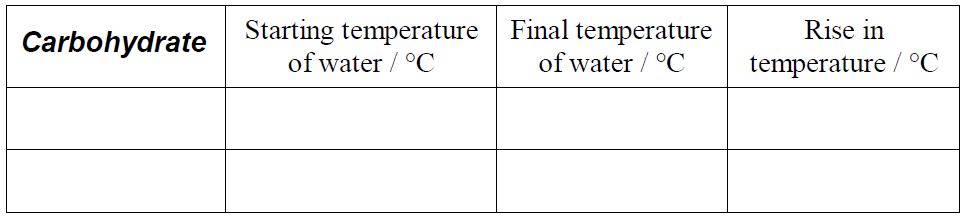 Carbohydrate
Starting temperature
of water / °C
Final temperature
of water / °C
Rise in
temperature / °C